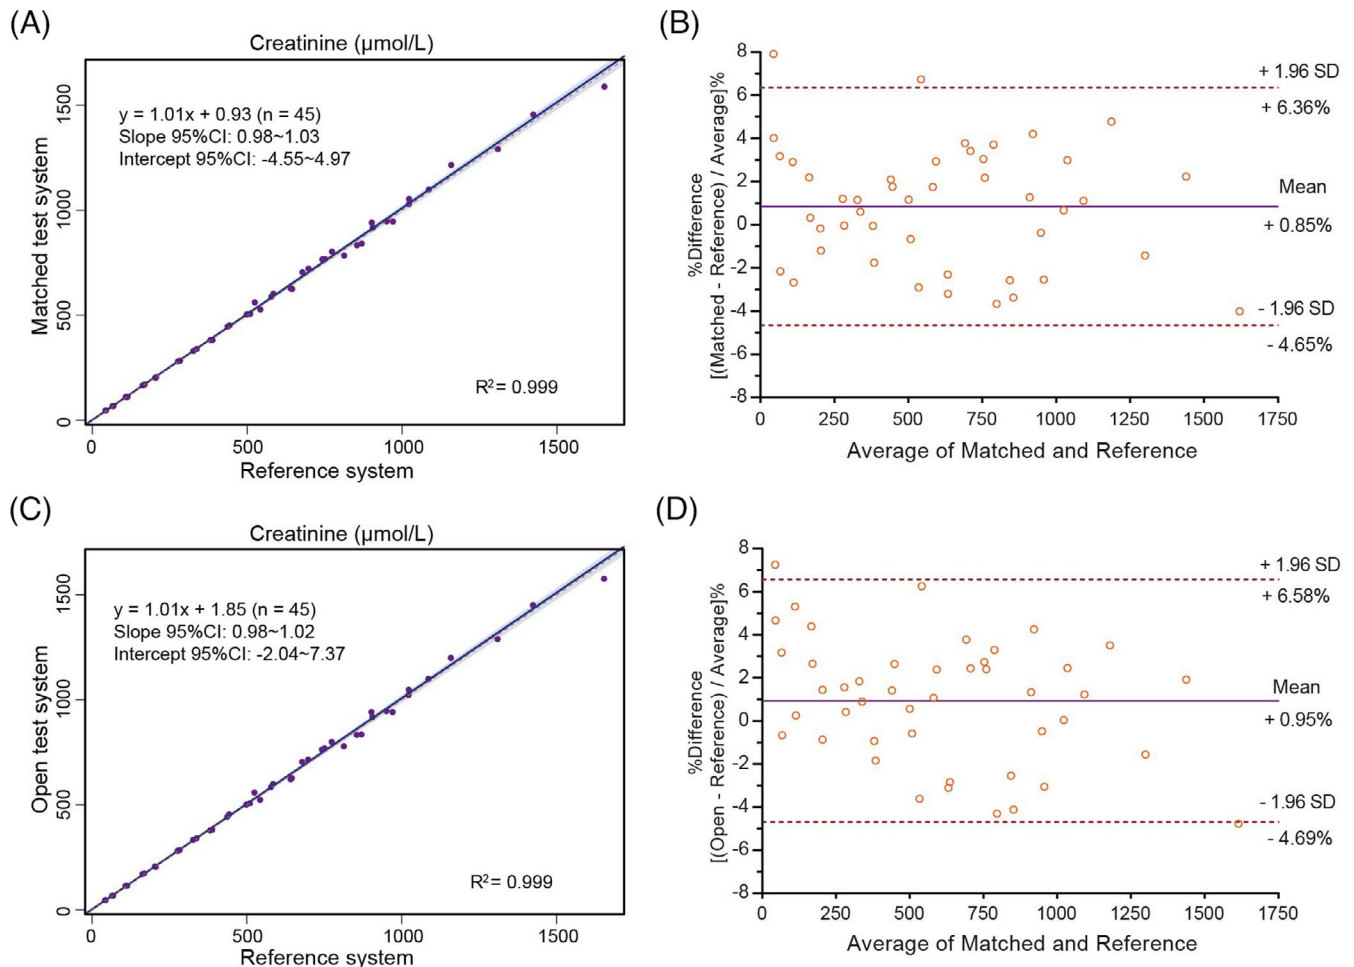 (A)
Creatinine (µmol/L)
y = 1.01x + 0.93 (n = 45)
Slope 95%CI: 0.98~1.03
Intercept 95%CI: -4.55~4.97
R²= 0.999
Matched test system
0
500
1000
1500
0
500
1000
1500
Reference system
(B)
%Difference
[(Matched - Reference) / Average]%
8
6
4
2
0
-2
-4
-6
-8
+ 1.96 SD
+ 6.36%
Mean
+ 0.85%
- 1.96 SD
- 4.65%
0
250
500
750
1000
1250
1500
1750
Average of Matched and Reference
(C)
Creatinine (µmol/L)
y = 1.01x + 1.85 (n = 45)
Slope 95%CI: 0.98~1.02
Intercept 95%CI: -2.04~7.37
R²= 0.999
Open test system
0
500
1000
1500
0
500
1000
1500
Reference system
(D)
%Difference
[(Open - Reference) / Average]%
8
6
4
2
0
-2
-4
-6
-8
+ 1.96 SD
+ 6.58%
Mean
+ 0.95%
- 1.96 SD
- 4.69%
0
250
500
750
1000
1250
1500
1750
Average of Matched and Reference